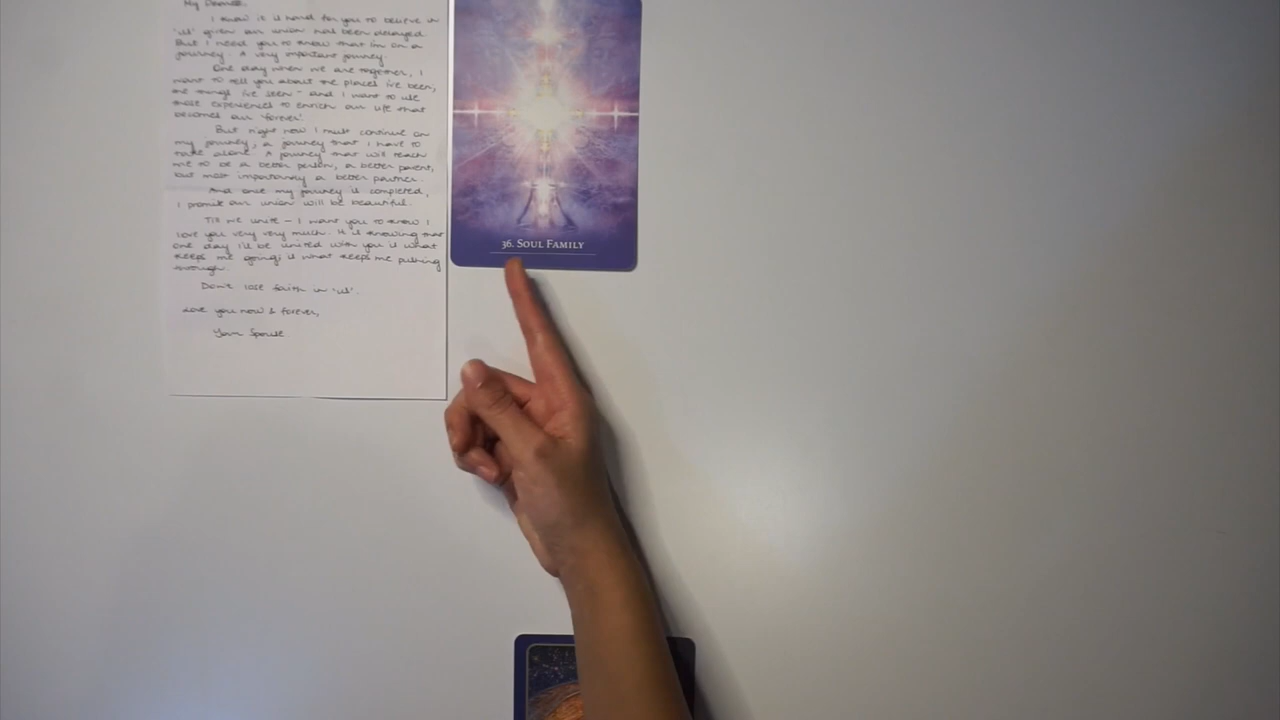 My Dearest,
I know it is hard for you to believe in
'us' given our union has been delayed.
But I need you to know that I'm on a
journey. A very important journey.
One day when we are together, I
want to tell you about the places I've been,
the things I've seen - and I want to use
those experiences to enrich our life that
becomes our 'forever'.
But right now I must continue on
my journey, a journey that I have to
take alone. A journey that will teach
me to be a better person, a better parent,
but most importantly a better partner.
And once my journey is completed,
I promise our union will be beautiful.
Till we unite - I want you to know I
love you very very much. It is knowing that
one day I'll be united with you is what
keeps me going; is what keeps me pushing
through.
Don't lose faith in 'us'.
Love you now & forever,
Your Spouse.
36. SOUL FAMILY